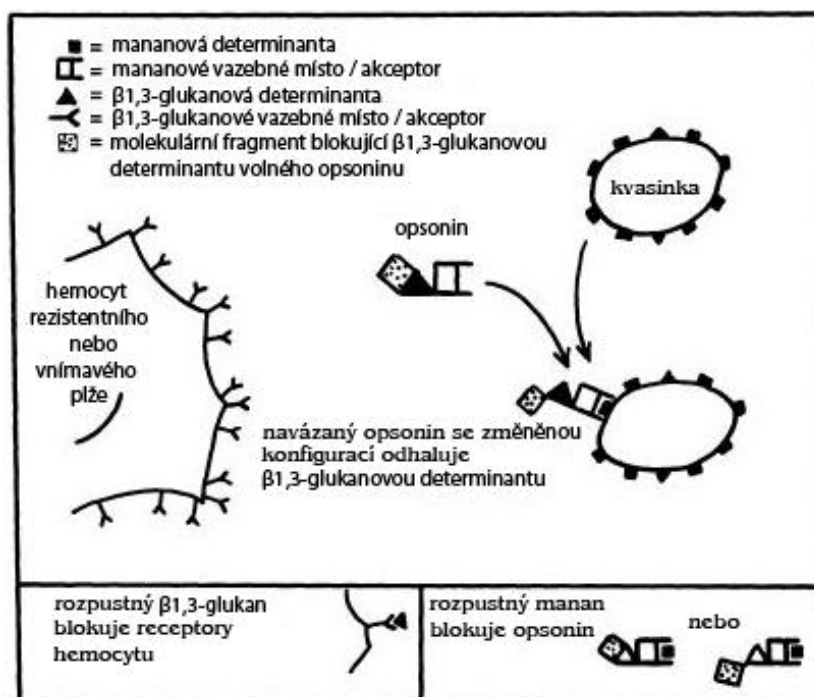 = mananová determinanta
= mananové vazebné místo / akceptor
= β1,3-glukanová determinanta
= β1,3-glukanové vazebné místo / akceptor
= molekulární fragment blokující β1,3-glukanovou
determinantu volného opsoninu
kvasinka
opsonin
hemocyt
rezistentního
nebo
vnímavého
plže
navázaný opsonin se změněnou
konfigurací odhaluje
β1,3-glukanovou determinantu
rozpustný β1,3-glukan
blokuje receptory
hemocytu
rozpustný manan
blokuje opsonin
nebo